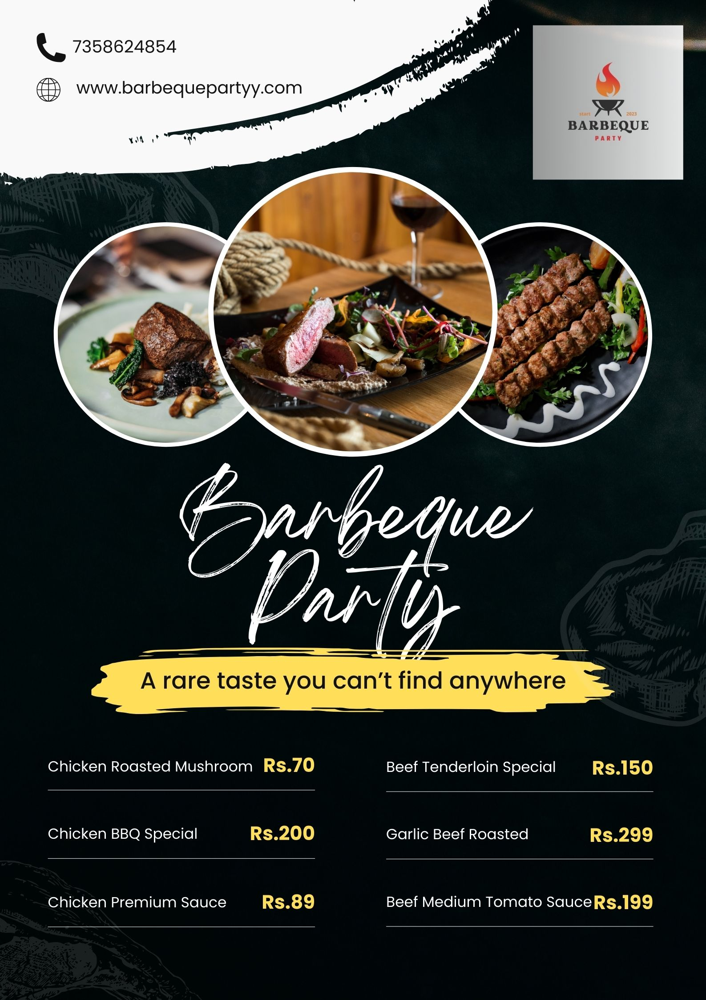 7358624854
www.barbequepartyy.com
start 2023
BARBEQUE
PARTY
Barbeque
Party
A rare taste you can’t find anywhere
Chicken Roasted Mushroom Rs.70
Chicken BBQ Special Rs.200
Chicken Premium Sauce Rs.89
Beef Tenderloin Special Rs.150
Garlic Beef Roasted Rs.299
Beef Medium Tomato Sauce Rs.199